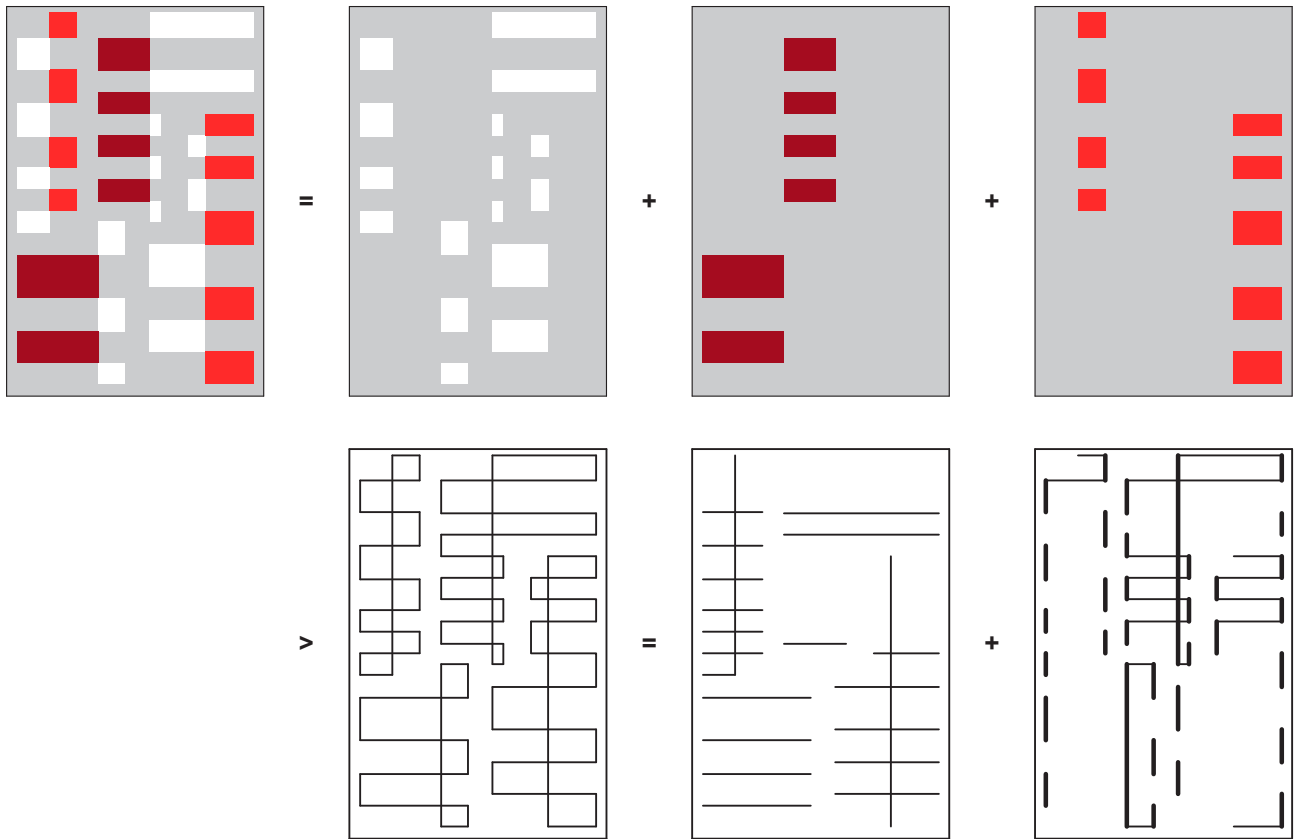 = + +
> = +